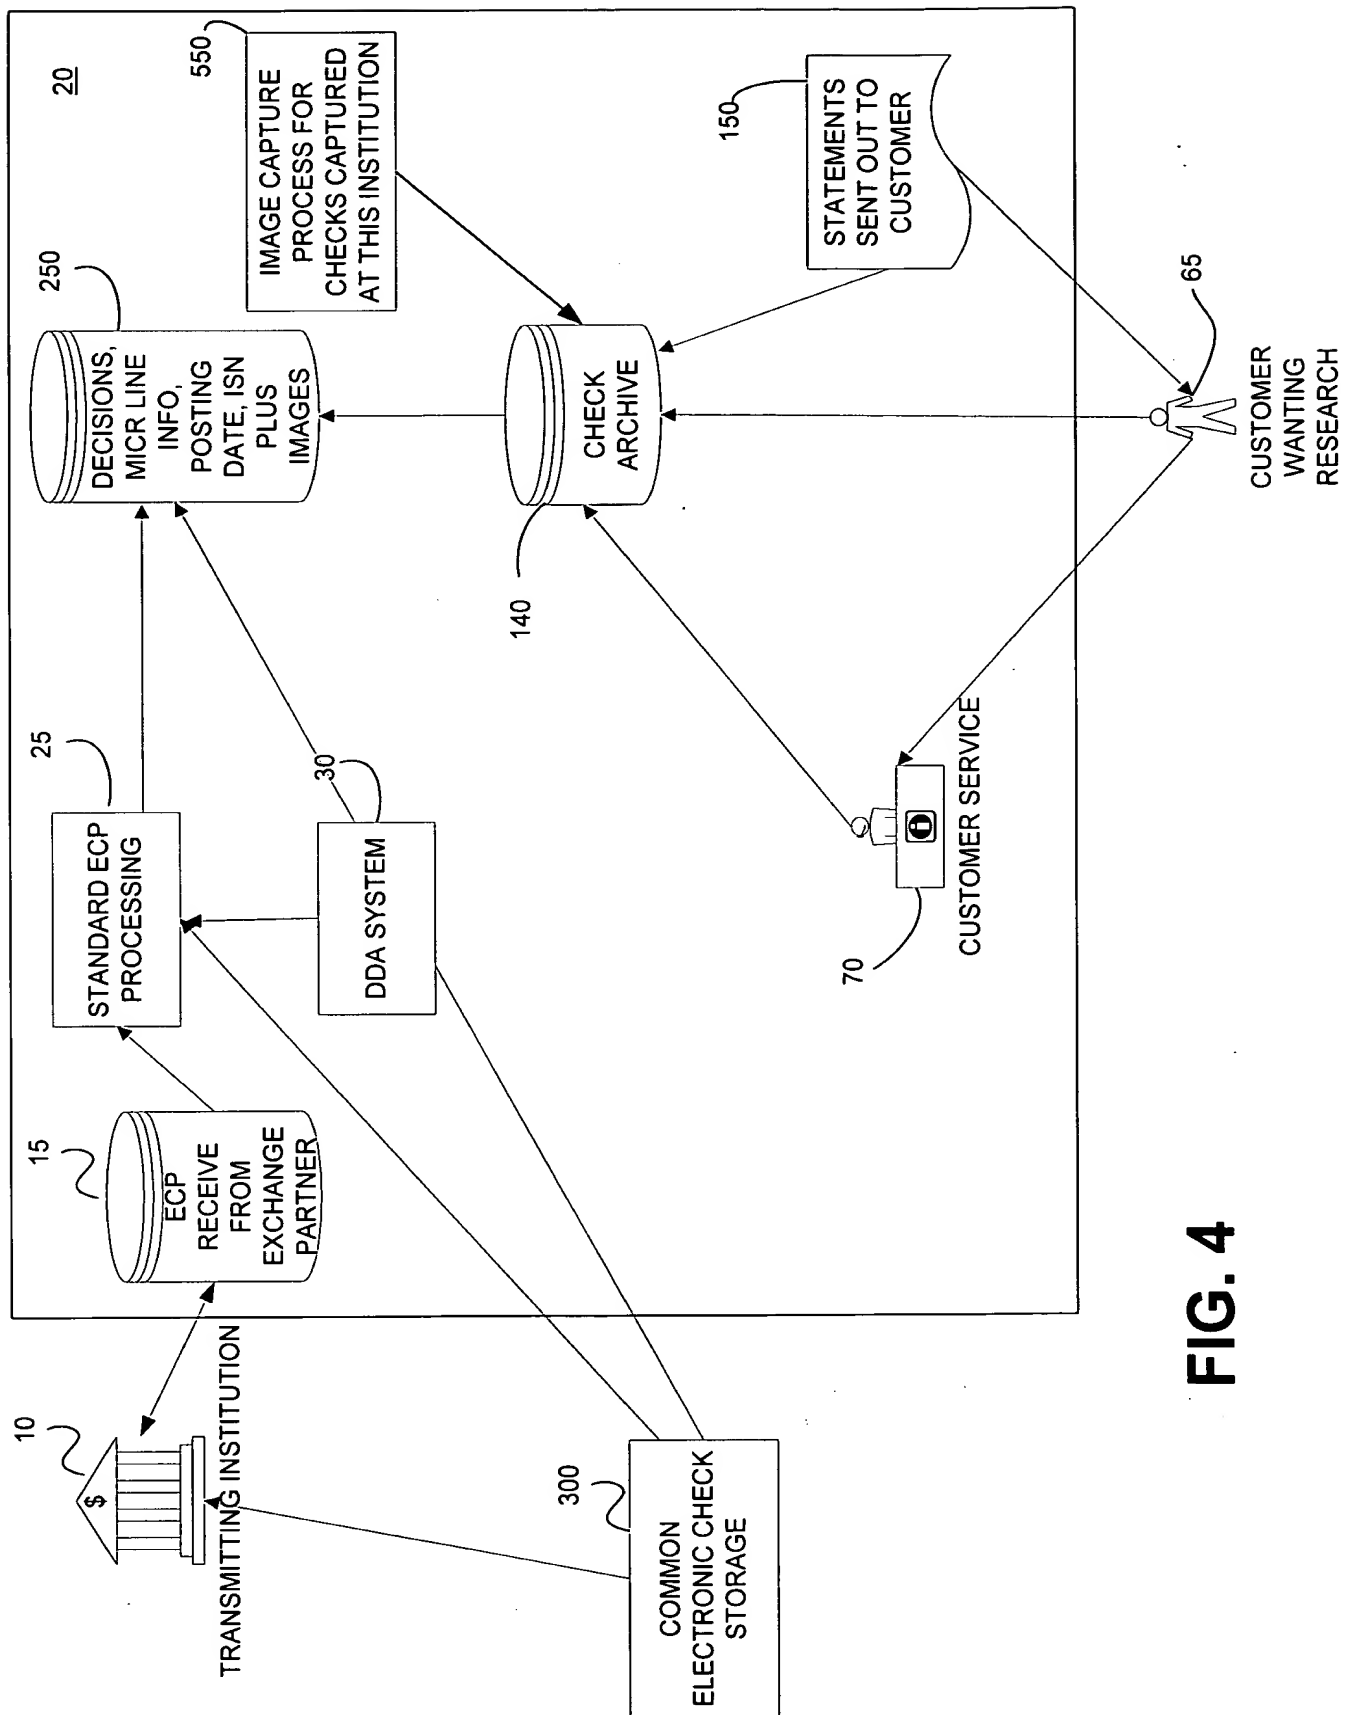 10
$
TRANSMITTING INSTITUTION
15
ECP
RECEIVE
FROM
EXCHANGE
PARTNER
25
STANDARD ECP
PROCESSING
250
DECISIONS,
MICR LINE
INFO,
POSTING
DATE, ISN
PLUS
IMAGES
20
550
IMAGE CAPTURE
PROCESS FOR
CHECKS CAPTURED
AT THIS INSTITUTION
30
DDA SYSTEM
140
CHECK
ARCHIVE
150
STATEMENTS
SENT OUT TO
CUSTOMER
300
COMMON
ELECTRONIC CHECK
STORAGE
70
i
CUSTOMER SERVICE
65
CUSTOMER
WANTING
RESEARCH
FIG. 4